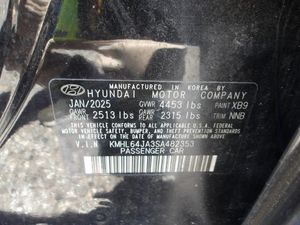 MANUFACTURED BY
HYUNDAI MOTOR COMPANY
JAN/2025 GVWR 4453 lbs PAINT XB9
GAWR FRONT 2513 lbs GAWR REAR 2315 lbs TRIM NNB
THIS VEHICLE CONFORMS TO ALL APPLICABLE
FEDERAL MOTOR VEHICLE SAFETY, BUMPER,
AND THEFT PREVENTION STANDARDS IN EFFECT
ON THE DATE OF MANUFACTURE SHOWN ABOVE.
V.I.N KMHL64JA3SA482353
PASSENGER CAR